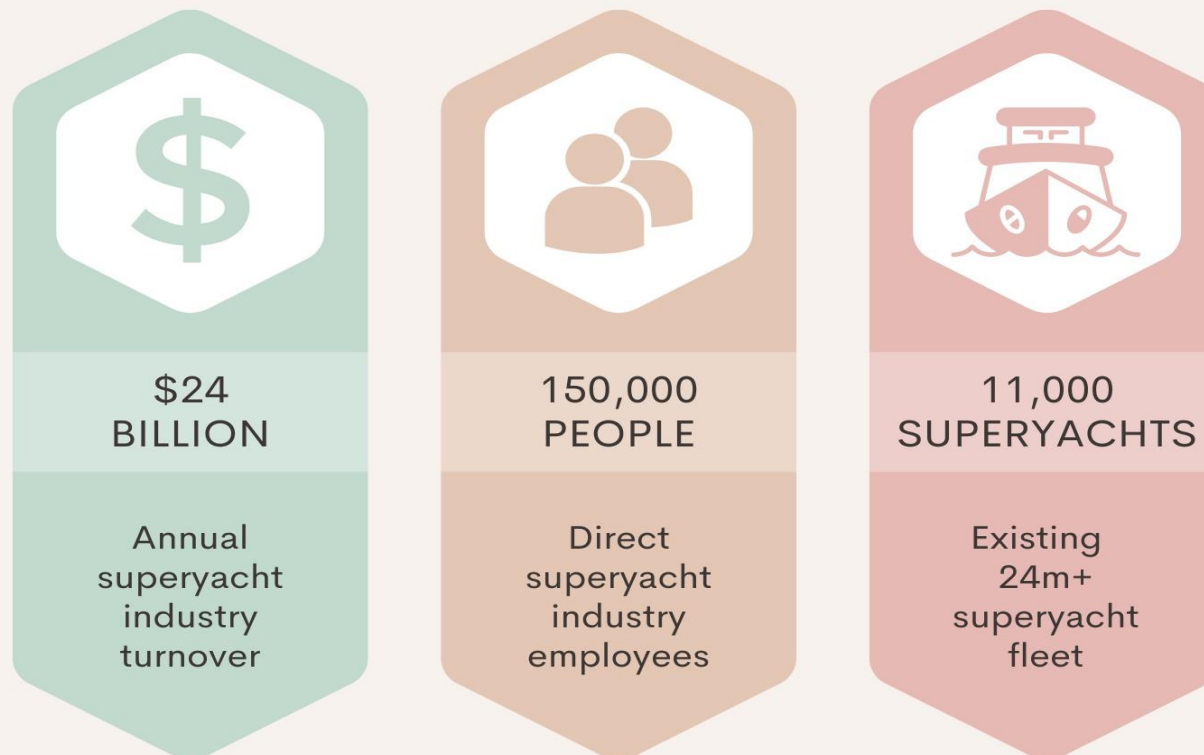 $24
BILLION
Annual
superyacht
industry
turnover
150,000
PEOPLE
Direct
superyacht
industry
employees
11,000
SUPERYACHTS
Existing
24m+
superyacht
fleet